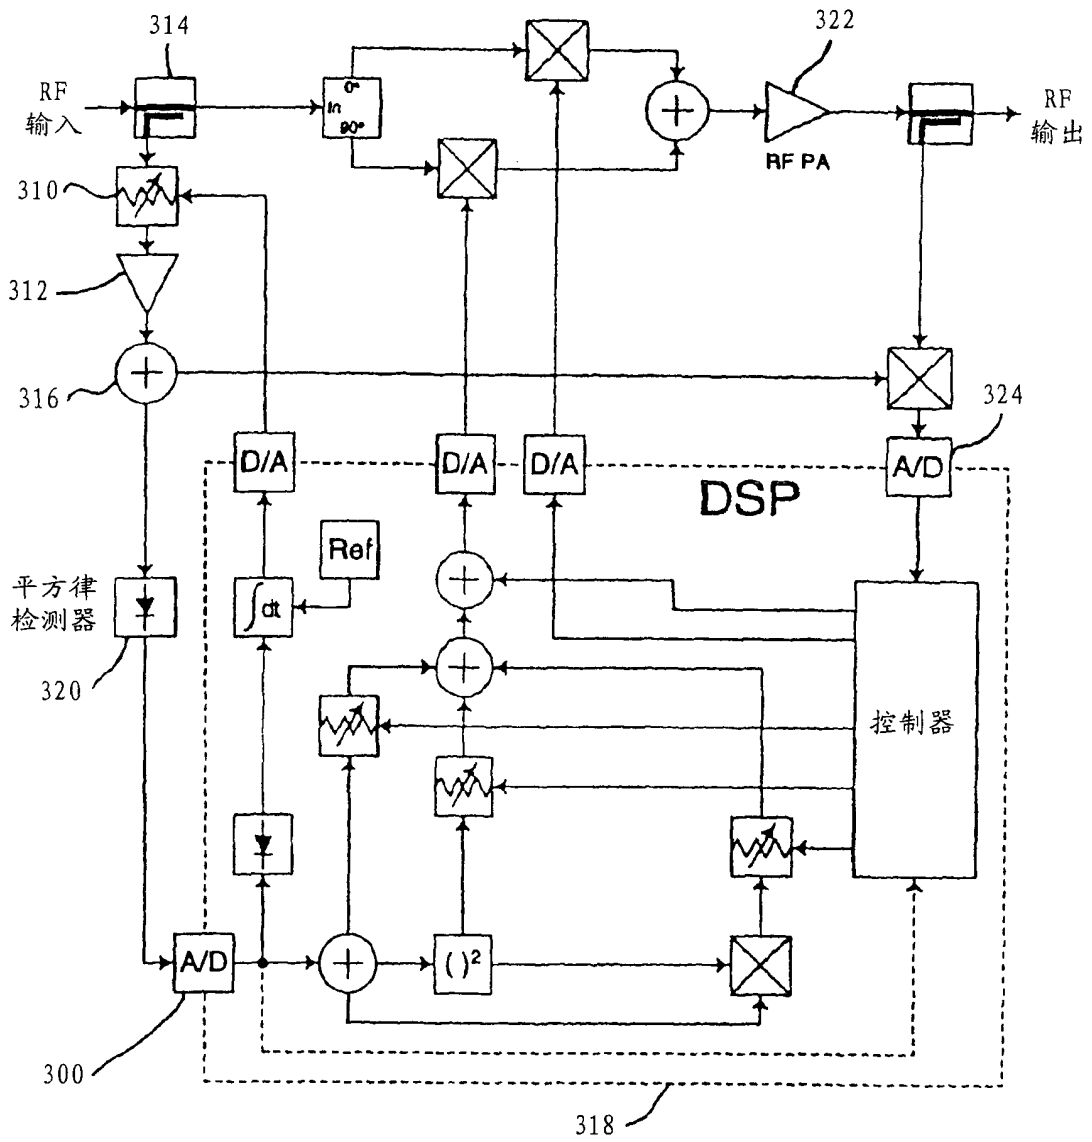 314
322
RF
输入
In
0°
90°
RF PA
RF
输出
310
312
316
324
D/A
D/A
D/A
A/D
DSP
Ref
∫dt
平方律
检测器
320
控制器
A/D
( )²
300
318